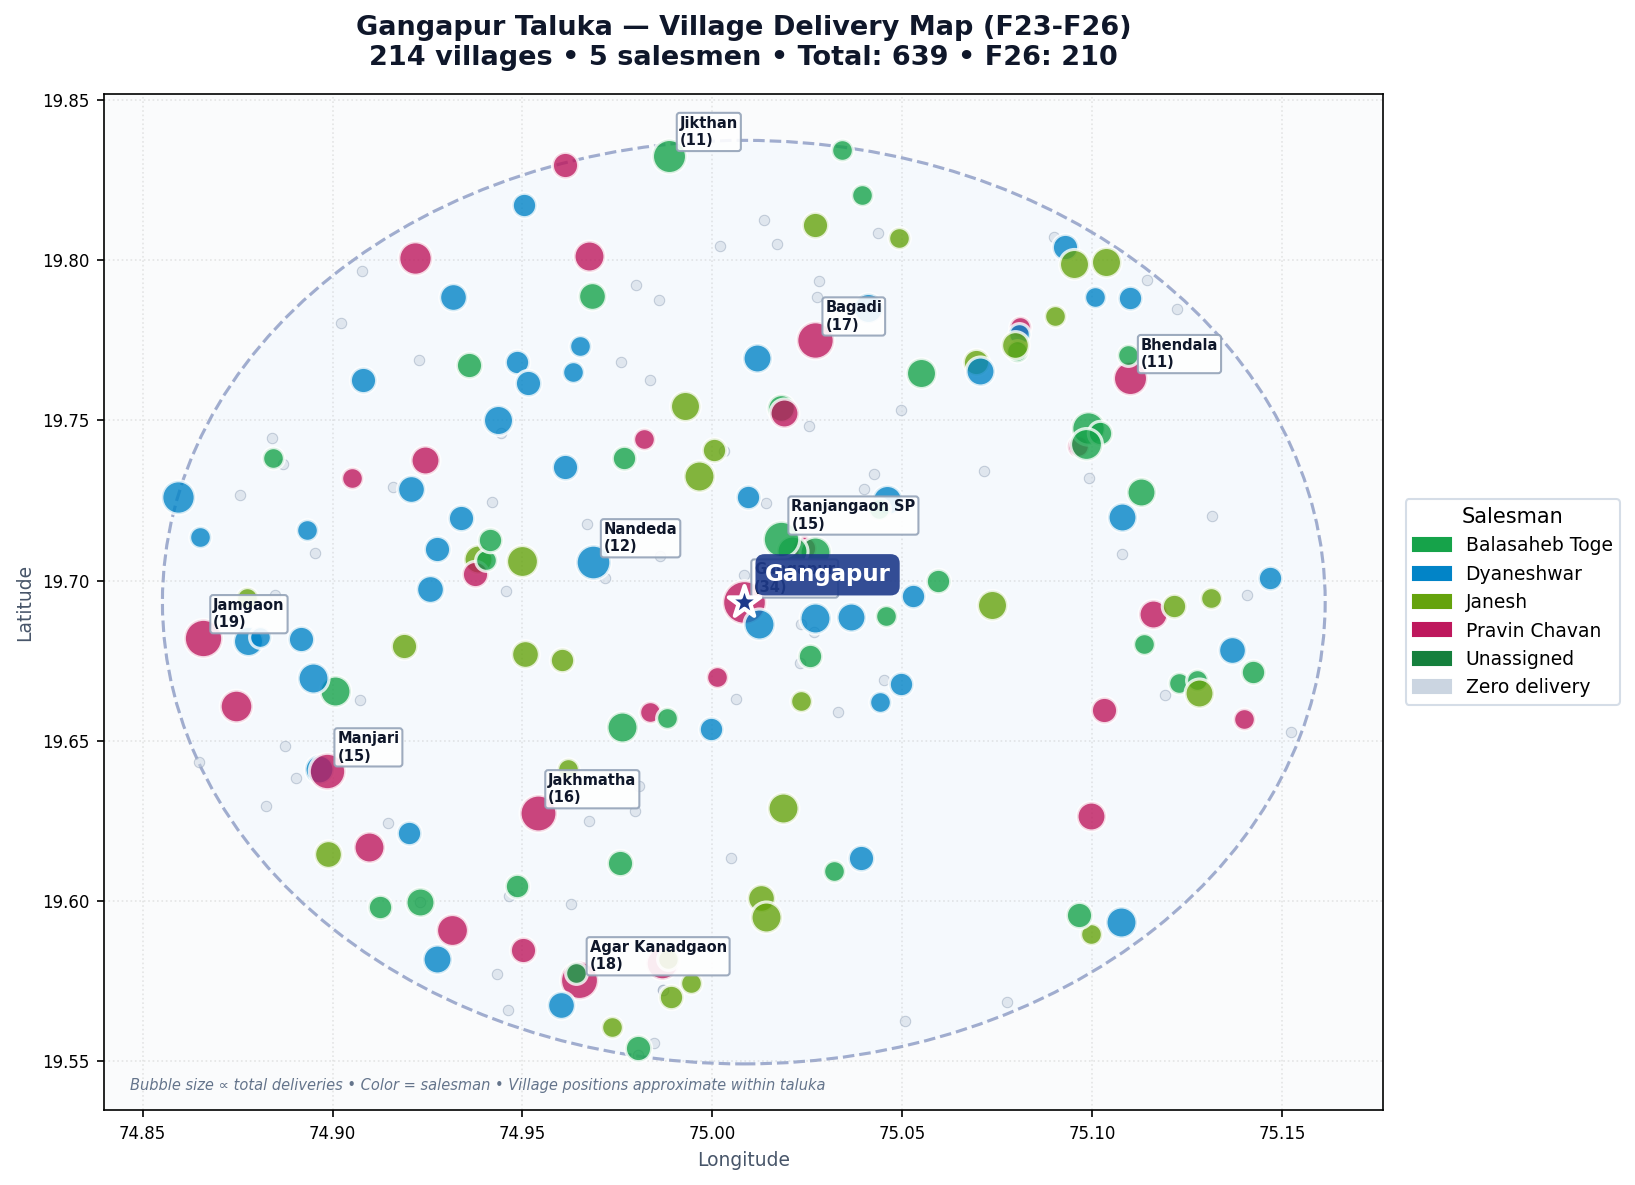 Gangapur Taluka — Village Delivery Map (F23-F26)
214 villages • 5 salesmen • Total: 639 • F26: 210
19.85
19.80
19.75
19.70
19.65
19.60
19.55
Latitude
Jikthan
(11)
Bagadi
(17)
Bhendala
(11)
Ranjangaon SP
(15)
Nandeda
(12)
Gangapur
(34)
Jamgaon
(19)
Manjari
(15)
Jakhmatha
(16)
Agar Kanadgaon
(18)
Bubble size ∝ total deliveries • Color = salesman • Village positions approximate within taluka
74.85
74.90
74.95
75.00
75.05
75.10
75.15
Longitude
Salesman
Balasaheb Toge
Dyaneshwar
Janesh
Pravin Chavan
Unassigned
Zero delivery